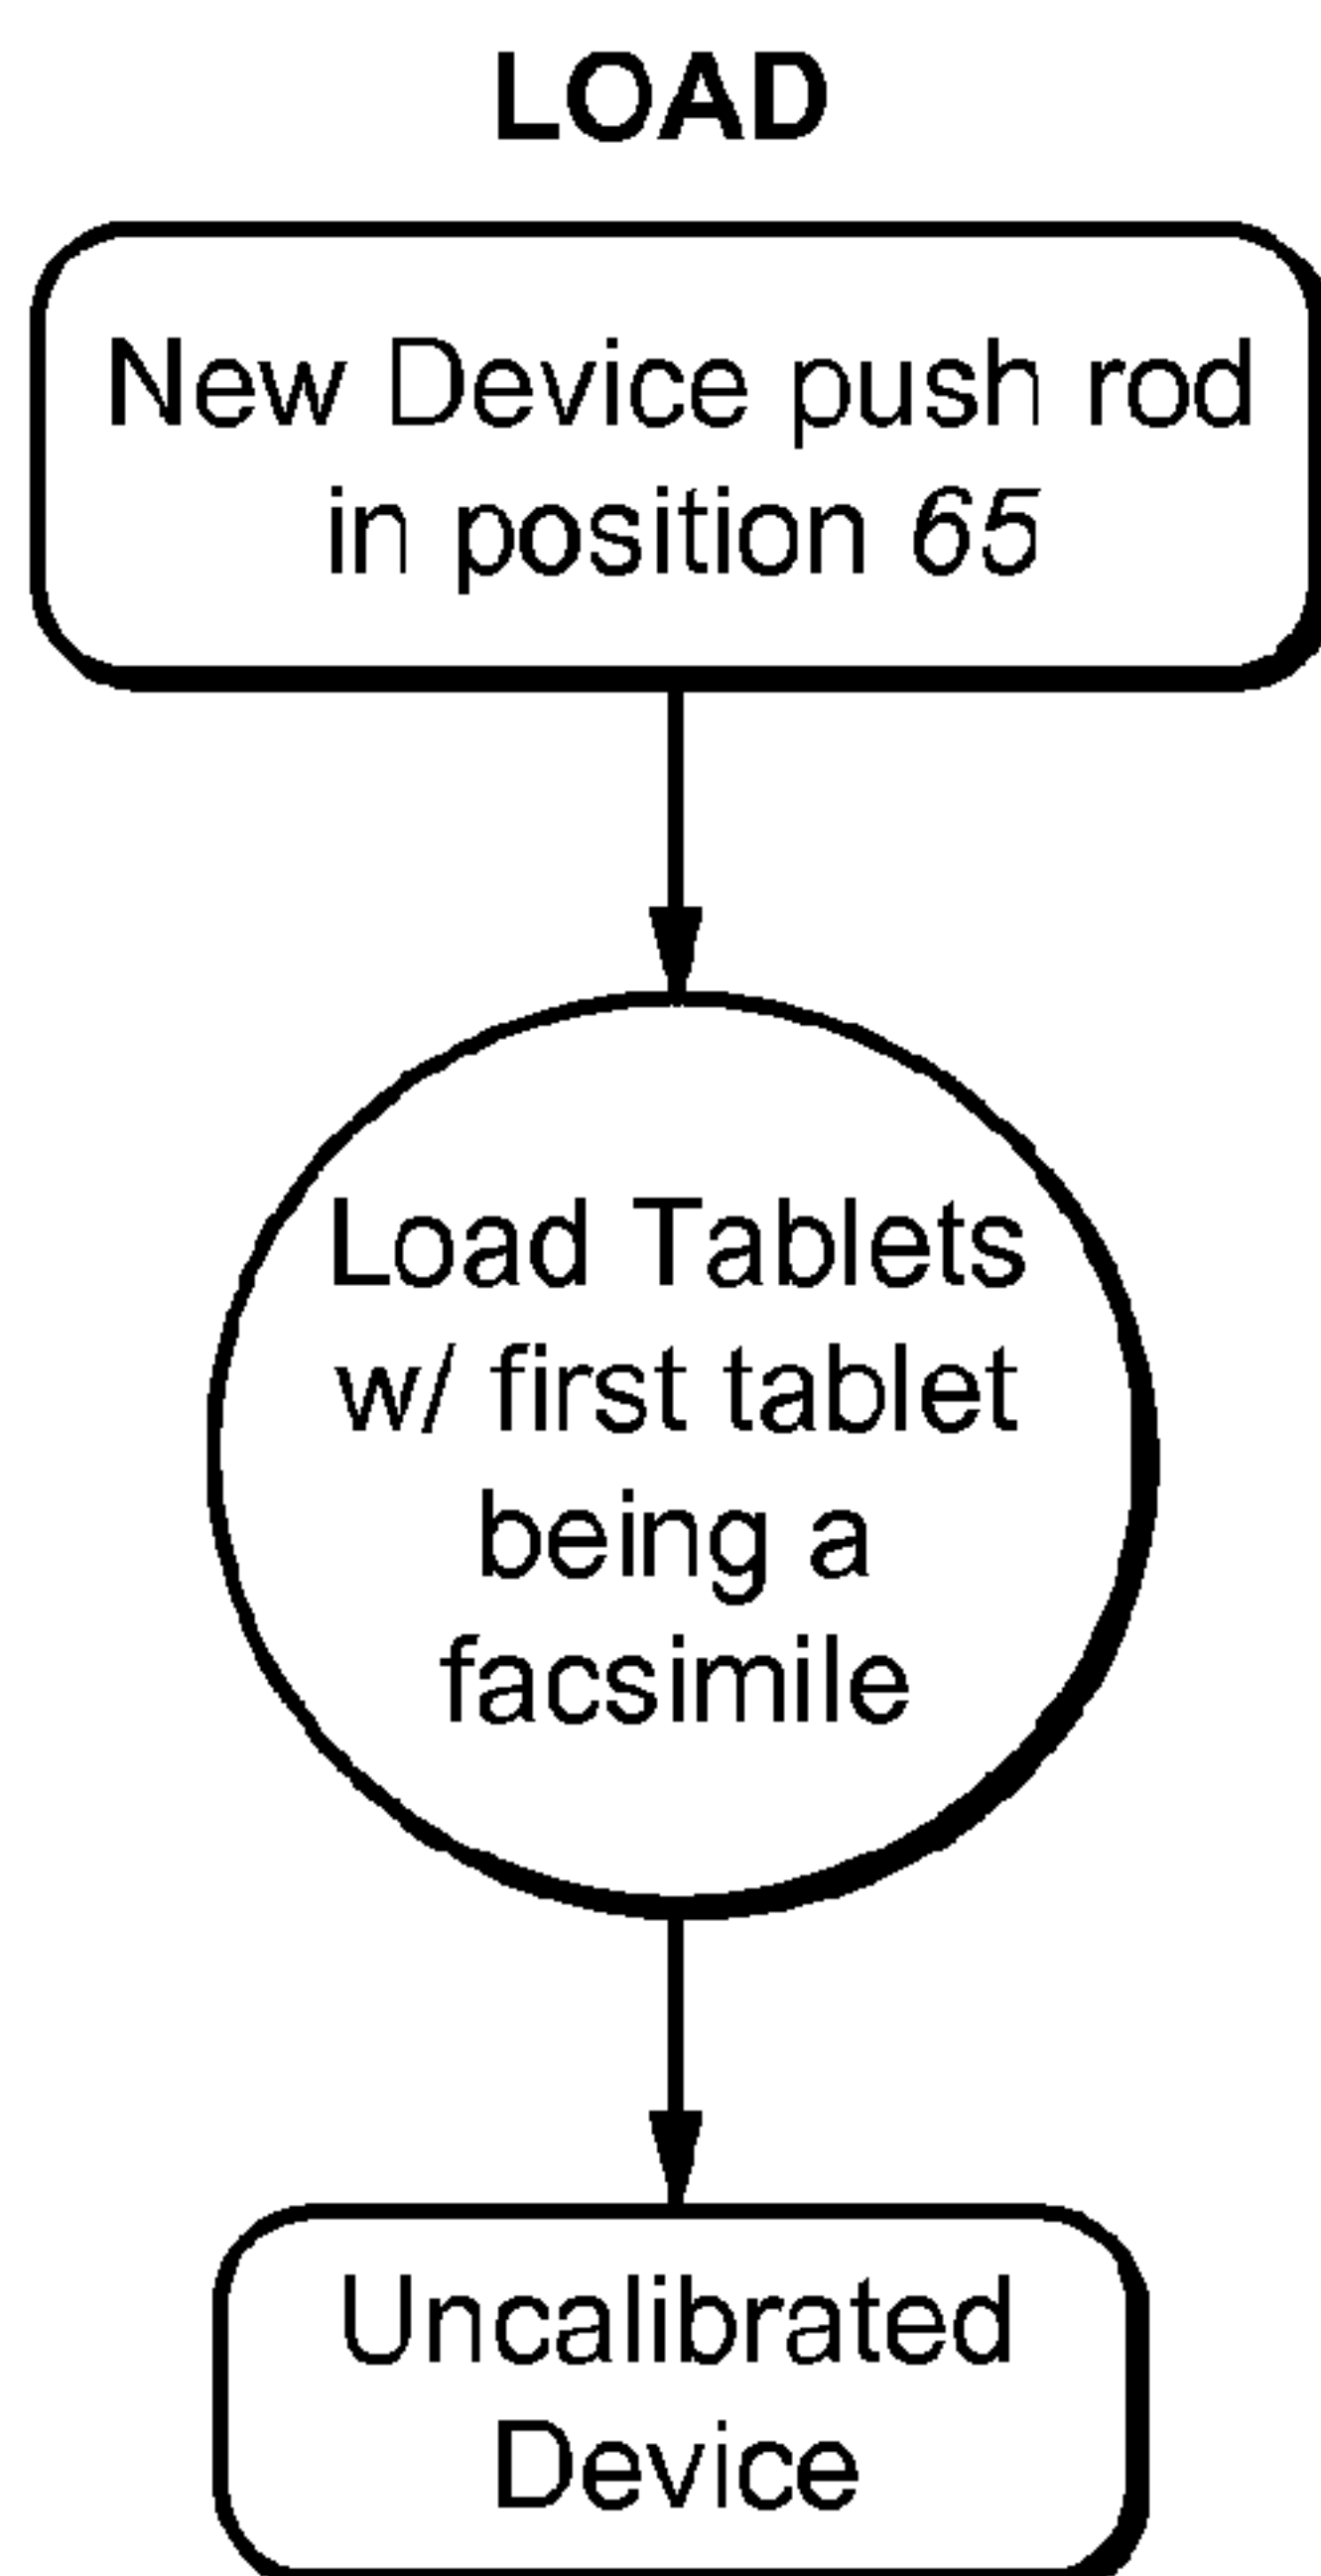 LOAD
New Device push rod
in position 65
Load Tablets
w/ first tablet
being a
facsimile
Uncalibrated
Device